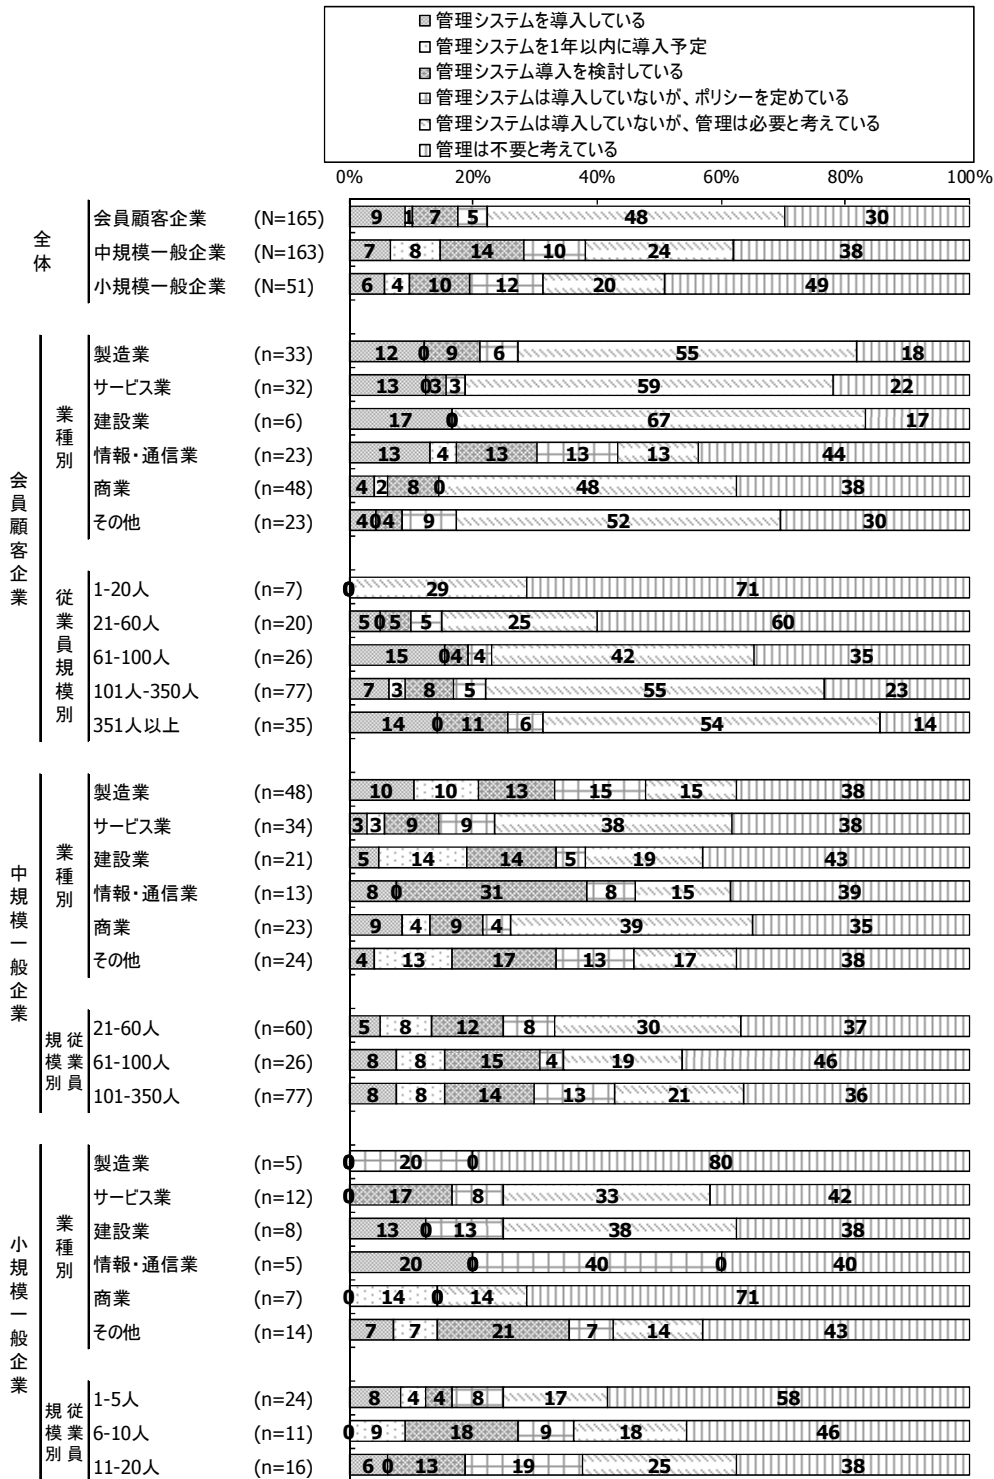 管理システムを導入している
管理システムを1年以内に導入予定
管理システム導入を検討している
管理システムは導入していないが、ポリシーを定めている
管理システムは導入していないが、管理は必要と考えている
管理は不要と考えている
0% 20% 40% 60% 80% 100%
全体
会員顧客企業 (N=165) 9 1 7 5 48 30
中規模一般企業 (N=163) 7 8 14 10 24 38
小規模一般企業 (N=51) 6 4 10 12 20 49
会員顧客企業
業種別
製造業 (n=33) 12 0 9 6 55 18
サービス業 (n=32) 13 0 3 3 59 22
建設業 (n=6) 17 0 67 17
情報・通信業 (n=23) 13 4 13 13 13 44
商業 (n=48) 4 2 8 0 48 38
その他 (n=23) 4 0 4 9 52 30
従業員規模別
1-20人 (n=7) 0 29 71
21-60人 (n=20) 5 0 5 5 25 60
61-100人 (n=26) 15 0 4 4 42 35
101人-350人 (n=77) 7 3 8 5 55 23
351人以上 (n=35) 14 0 11 6 54 14
中規模一般企業
業種別
製造業 (n=48) 10 10 13 15 15 38
サービス業 (n=34) 3 3 9 9 38 38
建設業 (n=21) 5 14 14 5 19 43
情報・通信業 (n=13) 8 0 31 8 15 39
商業 (n=23) 9 4 9 4 39 35
その他 (n=24) 4 13 17 13 17 38
従業員規模別
21-60人 (n=60) 5 8 12 8 30 37
61-100人 (n=26) 8 8 15 4 19 46
101-350人 (n=77) 8 8 14 13 21 36
小規模一般企業
業種別
製造業 (n=5) 0 20 0 80
サービス業 (n=12) 0 17 8 33 42
建設業 (n=8) 13 0 13 38 38
情報・通信業 (n=5) 20 0 40 0 40
商業 (n=7) 0 14 0 14 71
その他 (n=14) 7 7 21 7 14 43
従業員規模別
1-5人 (n=24) 8 4 4 8 17 58
6-10人 (n=11) 0 9 18 9 18 46
11-20人 (n=16) 6 0 13 19 25 38